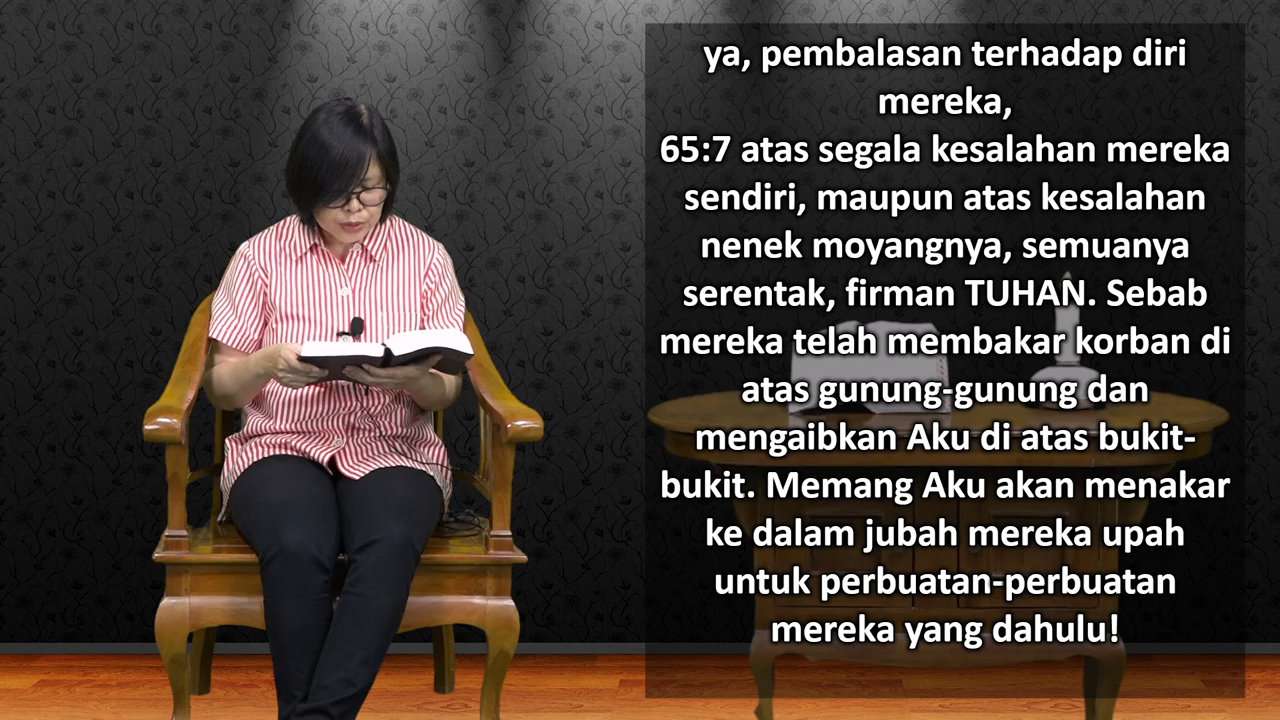 ya, pembalasan terhadap diri
mereka,
65:7 atas segala kesalahan mereka
sendiri, maupun atas kesalahan
nenek moyangnya, semuanya
serentak, firman TUHAN. Sebab
mereka telah membakar korban di
atas gunung-gunung dan
mengaibkan Aku di atas bukit-
bukit. Memang Aku akan menakar
ke dalam jubah mereka upah
untuk perbuatan-perbuatan
mereka yang dahulu!